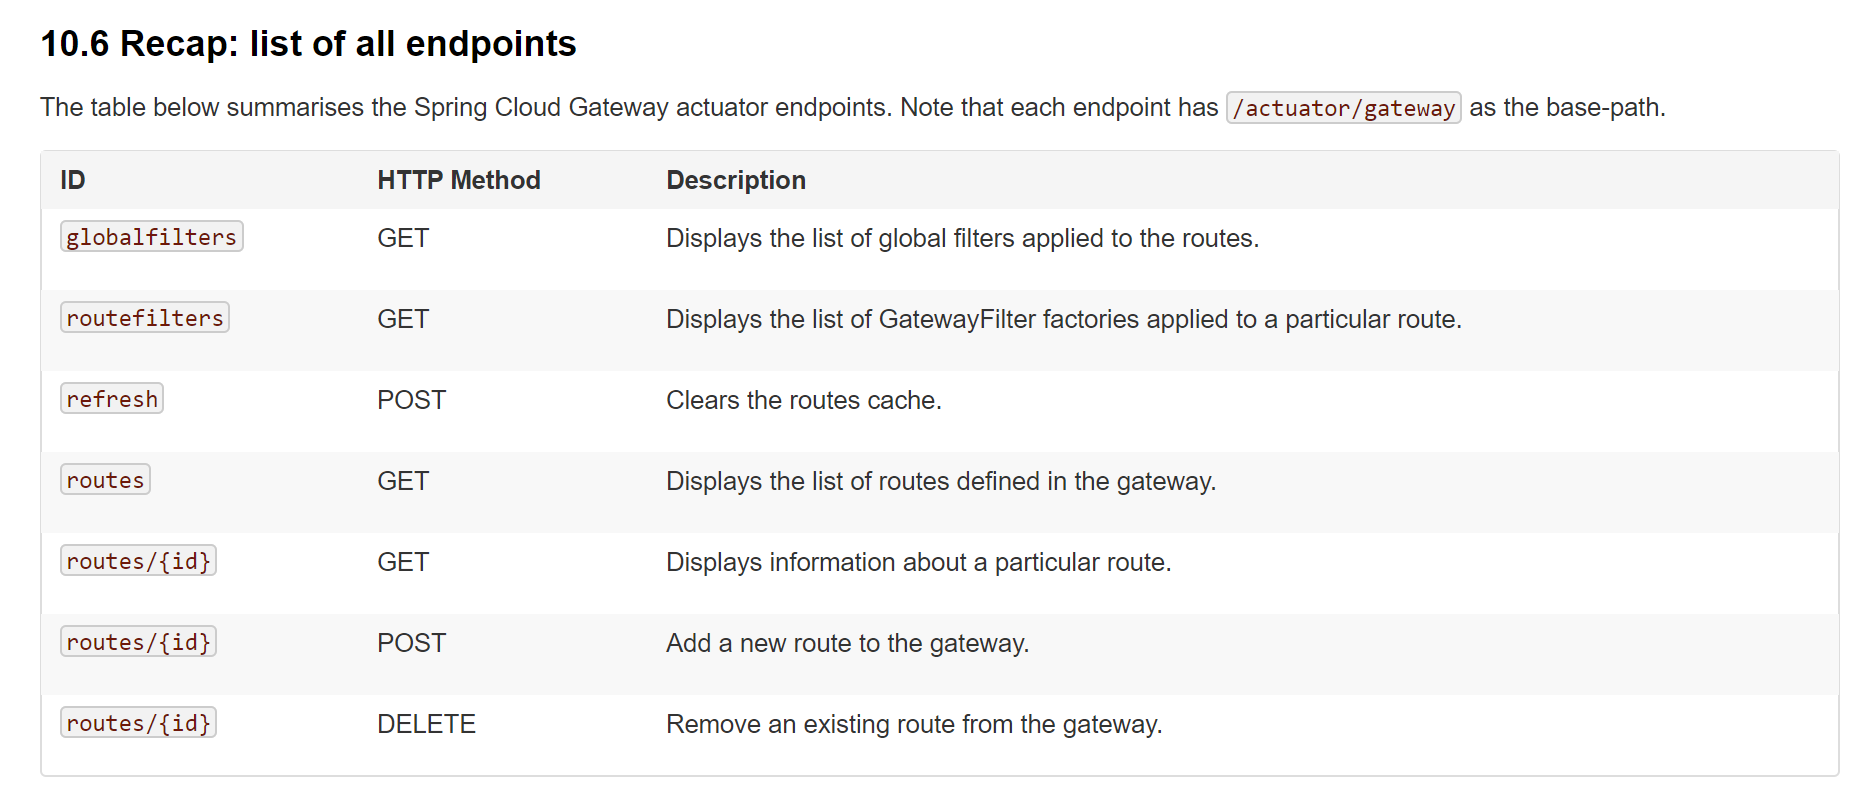 10.6 Recap: list of all endpoints
The table below summarises the Spring Cloud Gateway actuator endpoints. Note that each endpoint has /actuator/gateway as the base-path.
ID HTTP Method Description
globalfilters GET Displays the list of global filters applied to the routes.
routefilters GET Displays the list of GatewayFilter factories applied to a particular route.
refresh POST Clears the routes cache.
routes GET Displays the list of routes defined in the gateway.
routes/{id} GET Displays information about a particular route.
routes/{id} POST Add a new route to the gateway.
routes/{id} DELETE Remove an existing route from the gateway.